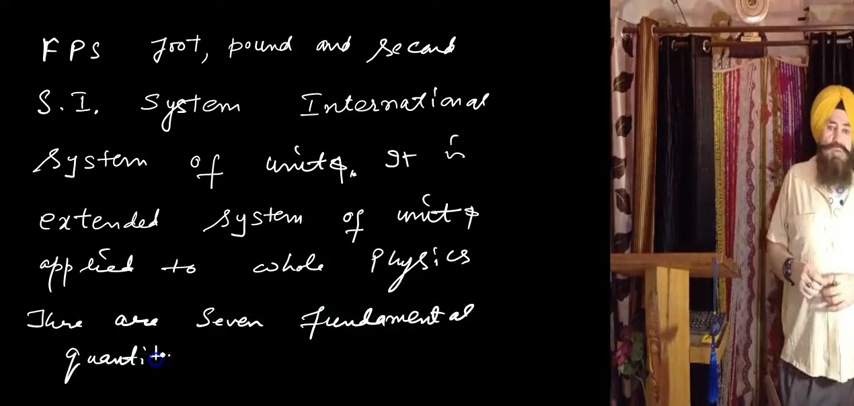 FPS foot, pound and second
S.I. System International
System of units. It is
extended system of units
applied to whole Physics
There are Seven fundamental
quantit